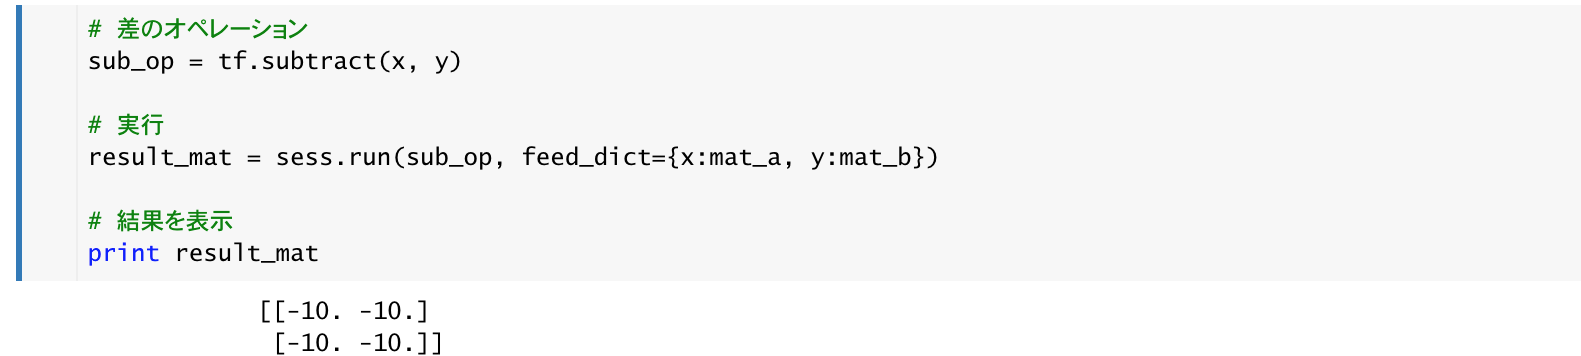 # 差のオペレーション
sub_op = tf.subtract(x, y)
# 実行
result_mat = sess.run(sub_op, feed_dict={x:mat_a, y:mat_b})
# 結果を表示
print result_mat
[[-10. -10.]
[-10. -10.]]